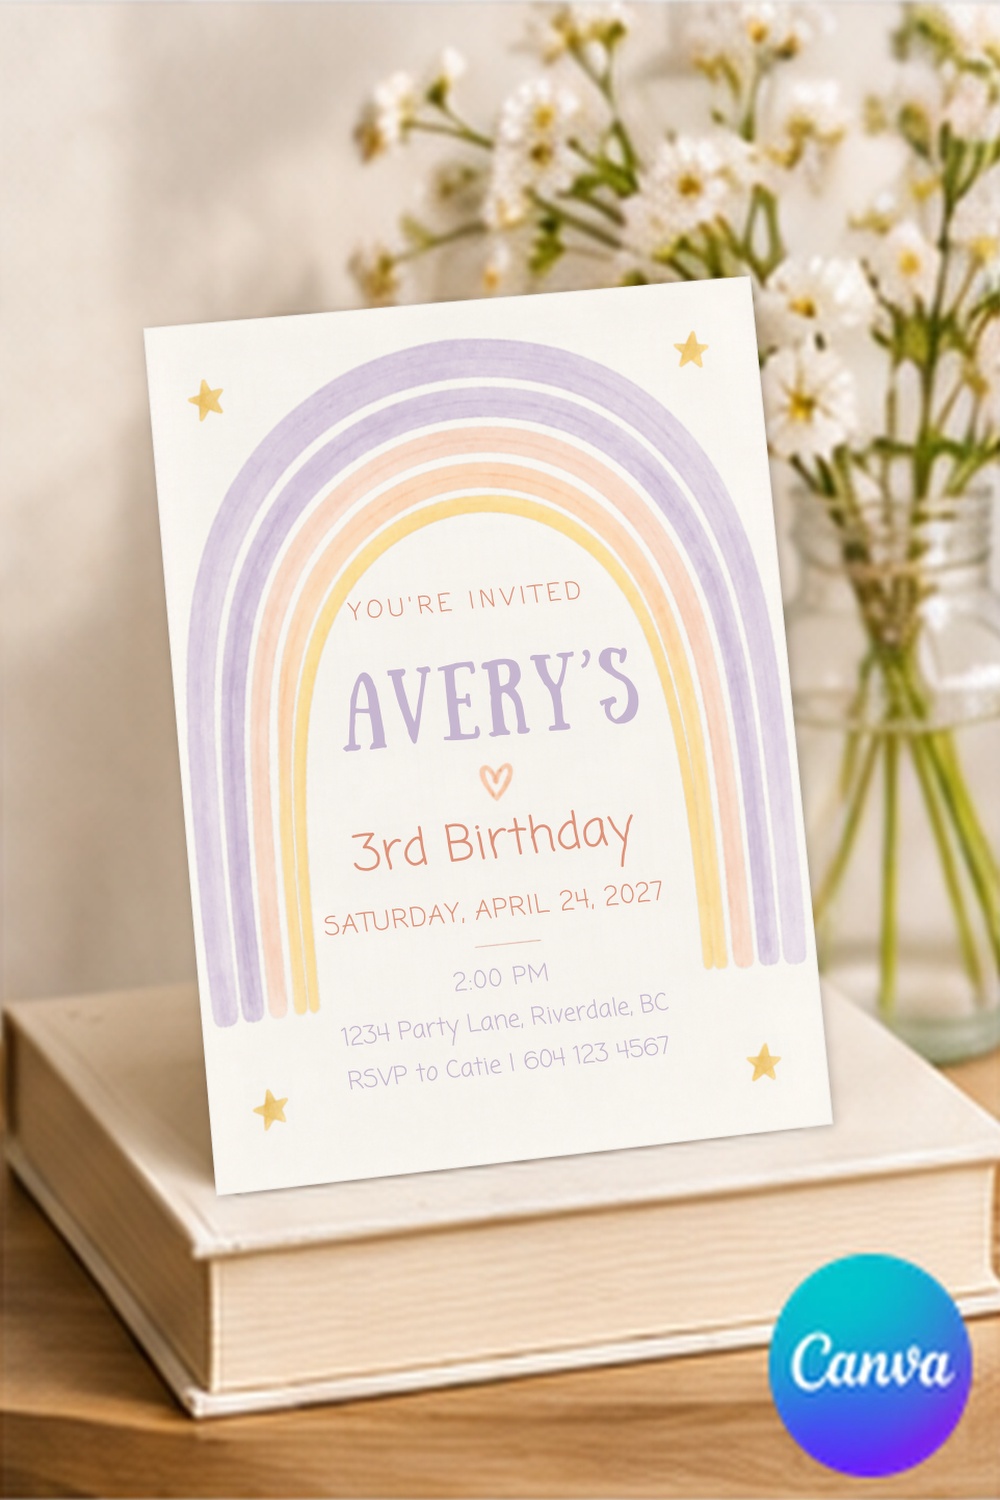 YOU'RE INVITED
AVERY'S
3rd Birthday
SATURDAY, APRIL 24, 2027
2:00 PM
1234 Party Lane, Riverdale, BC
RSVP to Catie | 604 123 4567
Canva